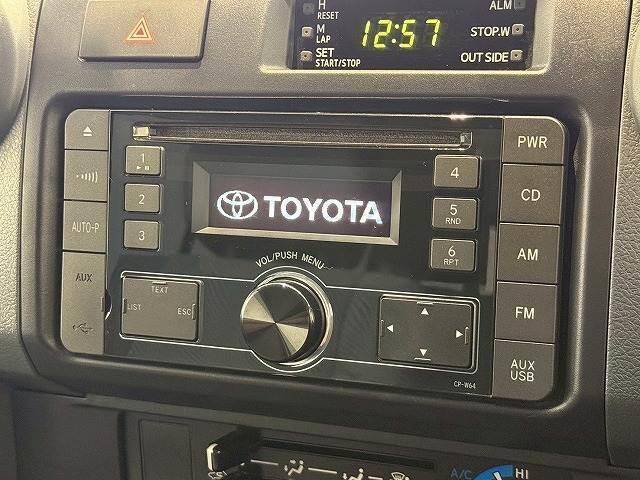 H
RESET
M
LAP
SET
START/STOP
12:57
ALM
STOP.W
OUT SIDE
PWR
1
2
3
4
5
RND
6
RPT
CD
AUTO-P
TOYOTA
AM
VOL/PUSH MENU
AUX
TEXT
LIST
ESC
FM
AUX
USB
CP-W64
A/C
HI